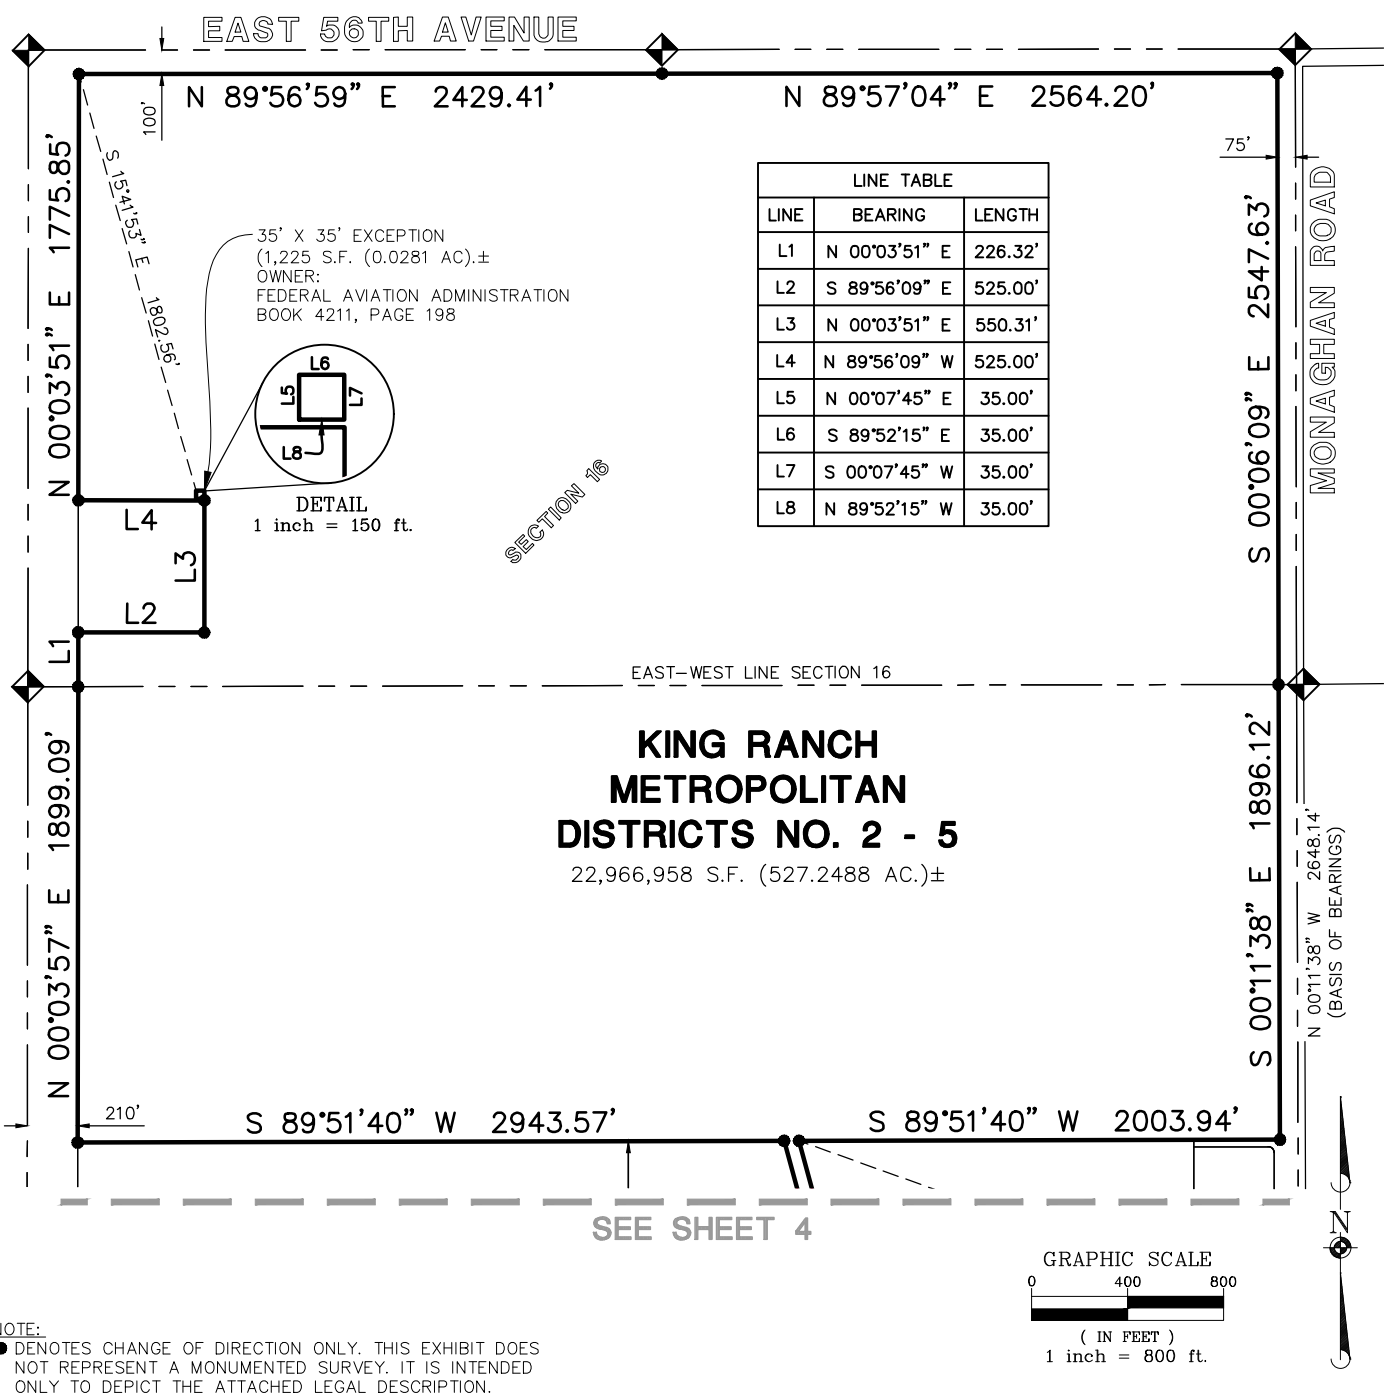 EAST 56TH AVENUE
N 89°56'59" E 2429.41'
N 89°57'04" E 2564.20'
100'
75'
N 00°03'51" E 1775.85'
S 15°41'53" E 1802.56'
35' X 35' EXCEPTION
(1,225 S.F. (0.0281 AC).±
OWNER:
FEDERAL AVIATION ADMINISTRATION
BOOK 4211, PAGE 198
LINE TABLE
LINE BEARING LENGTH
L1 N 00°03'51" E 226.32'
L2 S 89°56'09" E 525.00'
L3 N 00°03'51" E 550.31'
L4 N 89°56'09" W 525.00'
L5 N 00°07'45" E 35.00'
L6 S 89°52'15" E 35.00'
L7 S 00°07'45" W 35.00'
L8 N 89°52'15" W 35.00'
S 00°06'09" E 2547.63'
MONAGHAN ROAD
L6
L5
L7
L8
DETAIL
1 inch = 150 ft.
SECTION 16
L4
L3
L2
L1
EAST-WEST LINE SECTION 16
KING RANCH
METROPOLITAN
DISTRICTS NO. 2 - 5
22,966,958 S.F. (527.2488 AC.)±
N 00°03'57" E 1899.09'
S 00°11'38" E 1896.12'
N 00°11'38" W 2648.14'
(BASIS OF BEARINGS)
210'
S 89°51'40" W 2943.57'
S 89°51'40" W 2003.94'
SEE SHEET 4
N
GRAPHIC SCALE
0 400 800
( IN FEET )
1 inch = 800 ft.
NOTE:
DENOTES CHANGE OF DIRECTION ONLY. THIS EXHIBIT DOES
NOT REPRESENT A MONUMENTED SURVEY. IT IS INTENDED
ONLY TO DEPICT THE ATTACHED LEGAL DESCRIPTION.